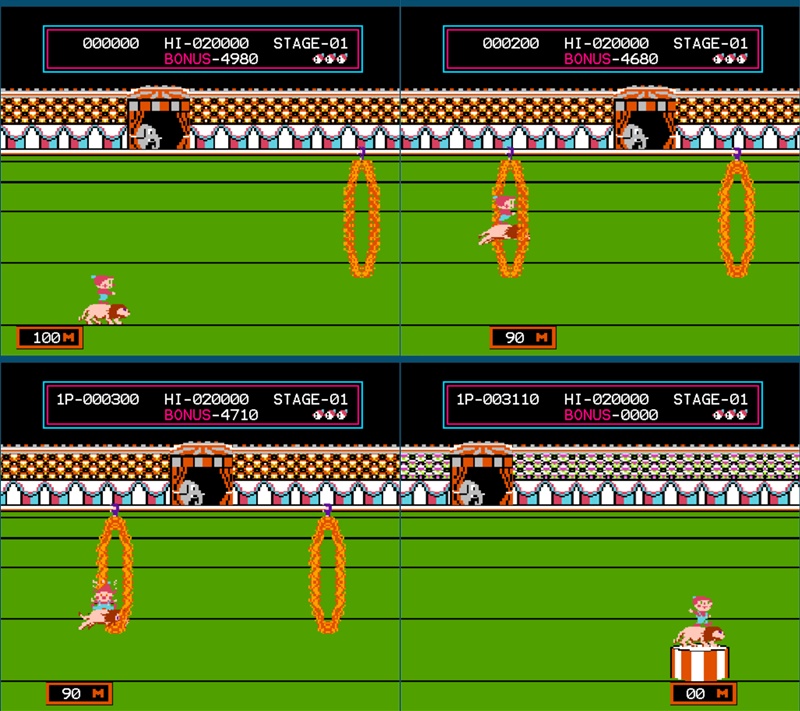 000000 HI-020000 STAGE-01
BONUS-4980
100 M
000200 HI-020000 STAGE-01
BONUS-4680
90 M
1P-000300 HI-020000 STAGE-01
BONUS-4710
90 M
1P-003110 HI-020000 STAGE-01
BONUS-0000
00 M